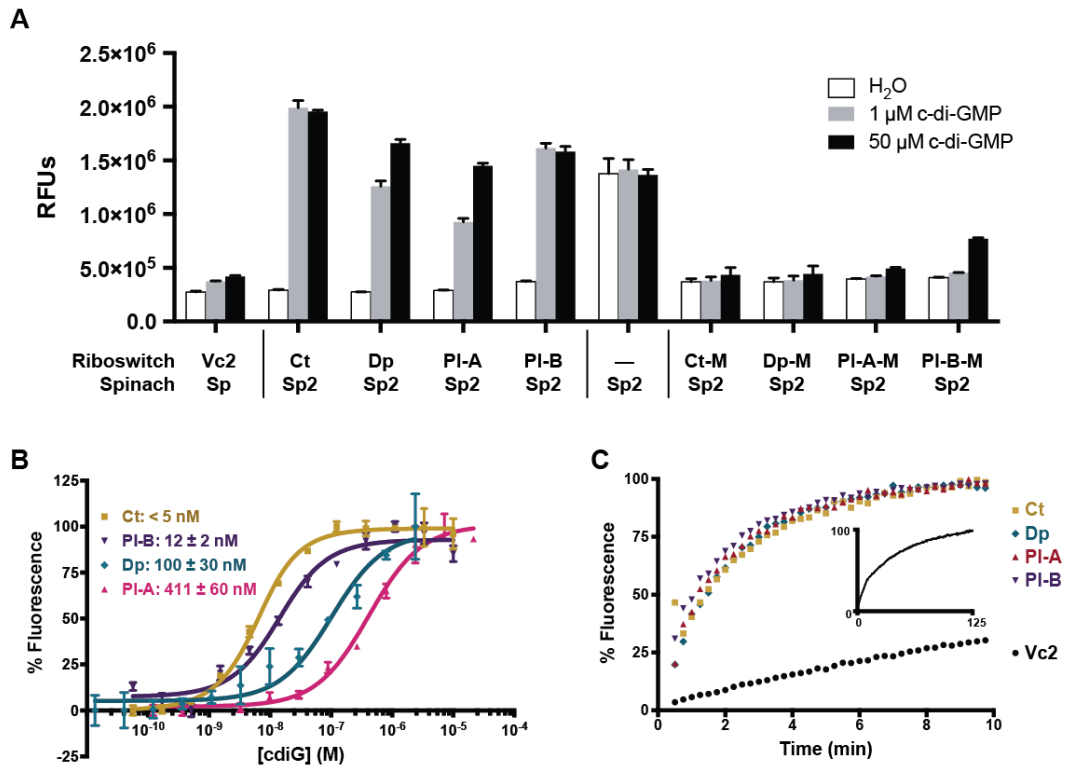 A
2.5×10⁶
2.0×10⁶
1.5×10⁶
1.0×10⁶
5.0×10⁵
0.0
RFUs
H₂O
1 µM c-di-GMP
50 µM c-di-GMP
Riboswitch Vc2 Ct Dp Pl-A Pl-B — Ct-M Dp-M Pl-A-M Pl-B-M
Spinach Sp Sp2 Sp2 Sp2 Sp2 Sp2 Sp2 Sp2 Sp2 Sp2
B
125
100
75
50
25
0
-25
% Fluorescence
Ct: < 5 nM
Pl-B: 12 ± 2 nM
Dp: 100 ± 30 nM
Pl-A: 411 ± 60 nM
10⁻¹⁰ 10⁻⁹ 10⁻⁸ 10⁻⁷ 10⁻⁶ 10⁻⁵ 10⁻⁴
[cdiG] (M)
C
100
75
50
25
0
% Fluorescence
100
0
0 125
Ct
Dp
Pl-A
Pl-B
Vc2
0 2 4 6 8 10
Time (min)